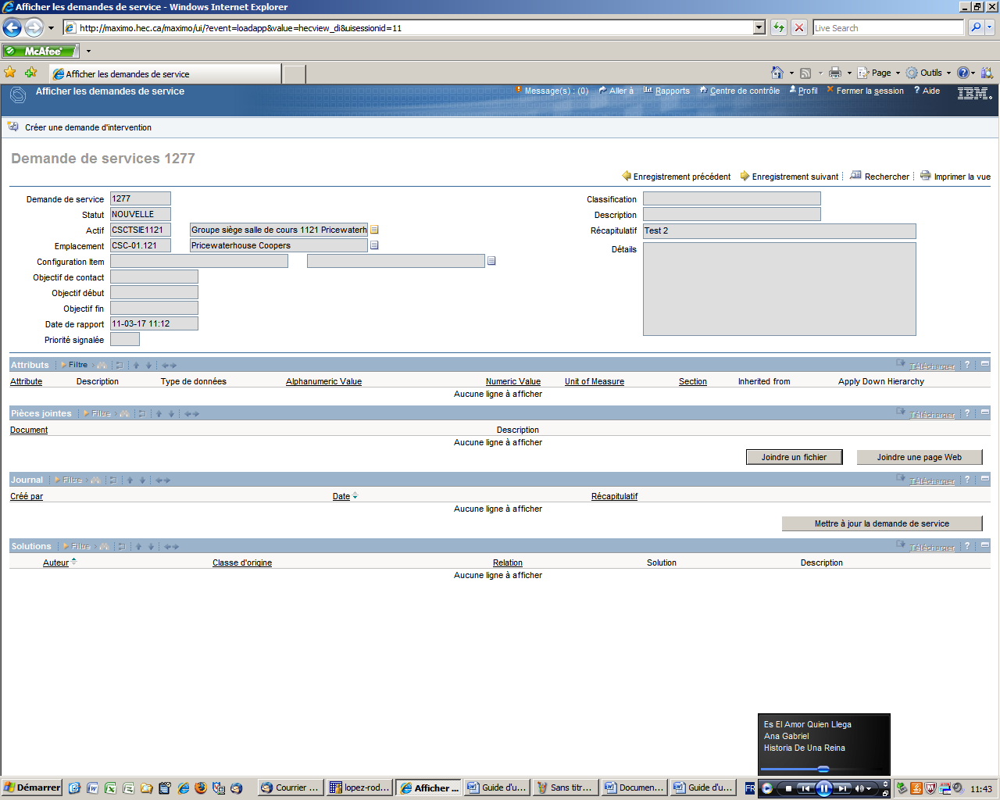 Afficher les demandes de service - Windows Internet Explorer
http://maximo.hec.ca/maximo/ui/?event=loadapp&value=hecview_di&uisessionid=11
Live Search
McAfee
Afficher les demandes de service
Page
Outils
Afficher les demandes de service
Message(s) : (0)
Aller à
Rapports
Centre de contrôle
Profil
Fermer la session
? Aide
IBM.
Créer une demande d'intervention
Demande de services 1277
Enregistrement précédent
Enregistrement suivant
Rechercher
Imprimer la vue
Demande de service 1277
Statut NOUVELLE
Actif CSCTSIE1121 Groupe siège salle de cours 1121 Pricewaterh
Emplacement CSC-01.121 Pricewaterhouse Coopers
Configuration Item
Objectif de contact
Objectif début
Objectif fin
Date de rapport 11-03-17 11:12
Priorité signalée
Classification
Description
Récapitulatif Test 2
Détails
Attributs Filtre Télécharger ?
Attribute Description Type de données Alphanumeric Value Numeric Value Unit of Measure Section Inherited from Apply Down Hierarchy
Aucune ligne à afficher
Pièces jointes Filtre Télécharger ?
Document Description
Aucune ligne à afficher
Joindre un fichier Joindre une page Web
Journal Filtre Télécharger ?
Créé par Date Récapitulatif
Aucune ligne à afficher
Mettre à jour la demande de service
Solutions Filtre Télécharger ?
Auteur Classe d'origine Relation Solution Description
Aucune ligne à afficher
Es El Amor Quien Llega
Ana Gabriel
Historia De Una Reina
Démarrer
Courrier ...
lopez-rod...
Afficher ...
Guide d'u...
Sans titr...
Documen...
Guide d'u...
FR
11:43